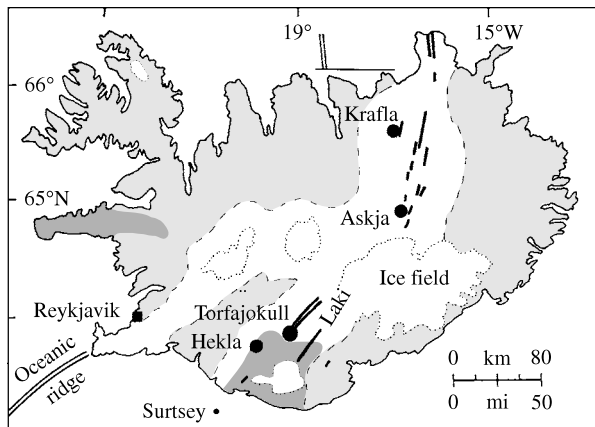 19°
15°W
66°
Krafla
65°N
Askja
Ice field
Reykjavik
Torfajøkull
Laki
Hekla
Oceanic
ridge
0 km 80
0 mi 50
Surtsey